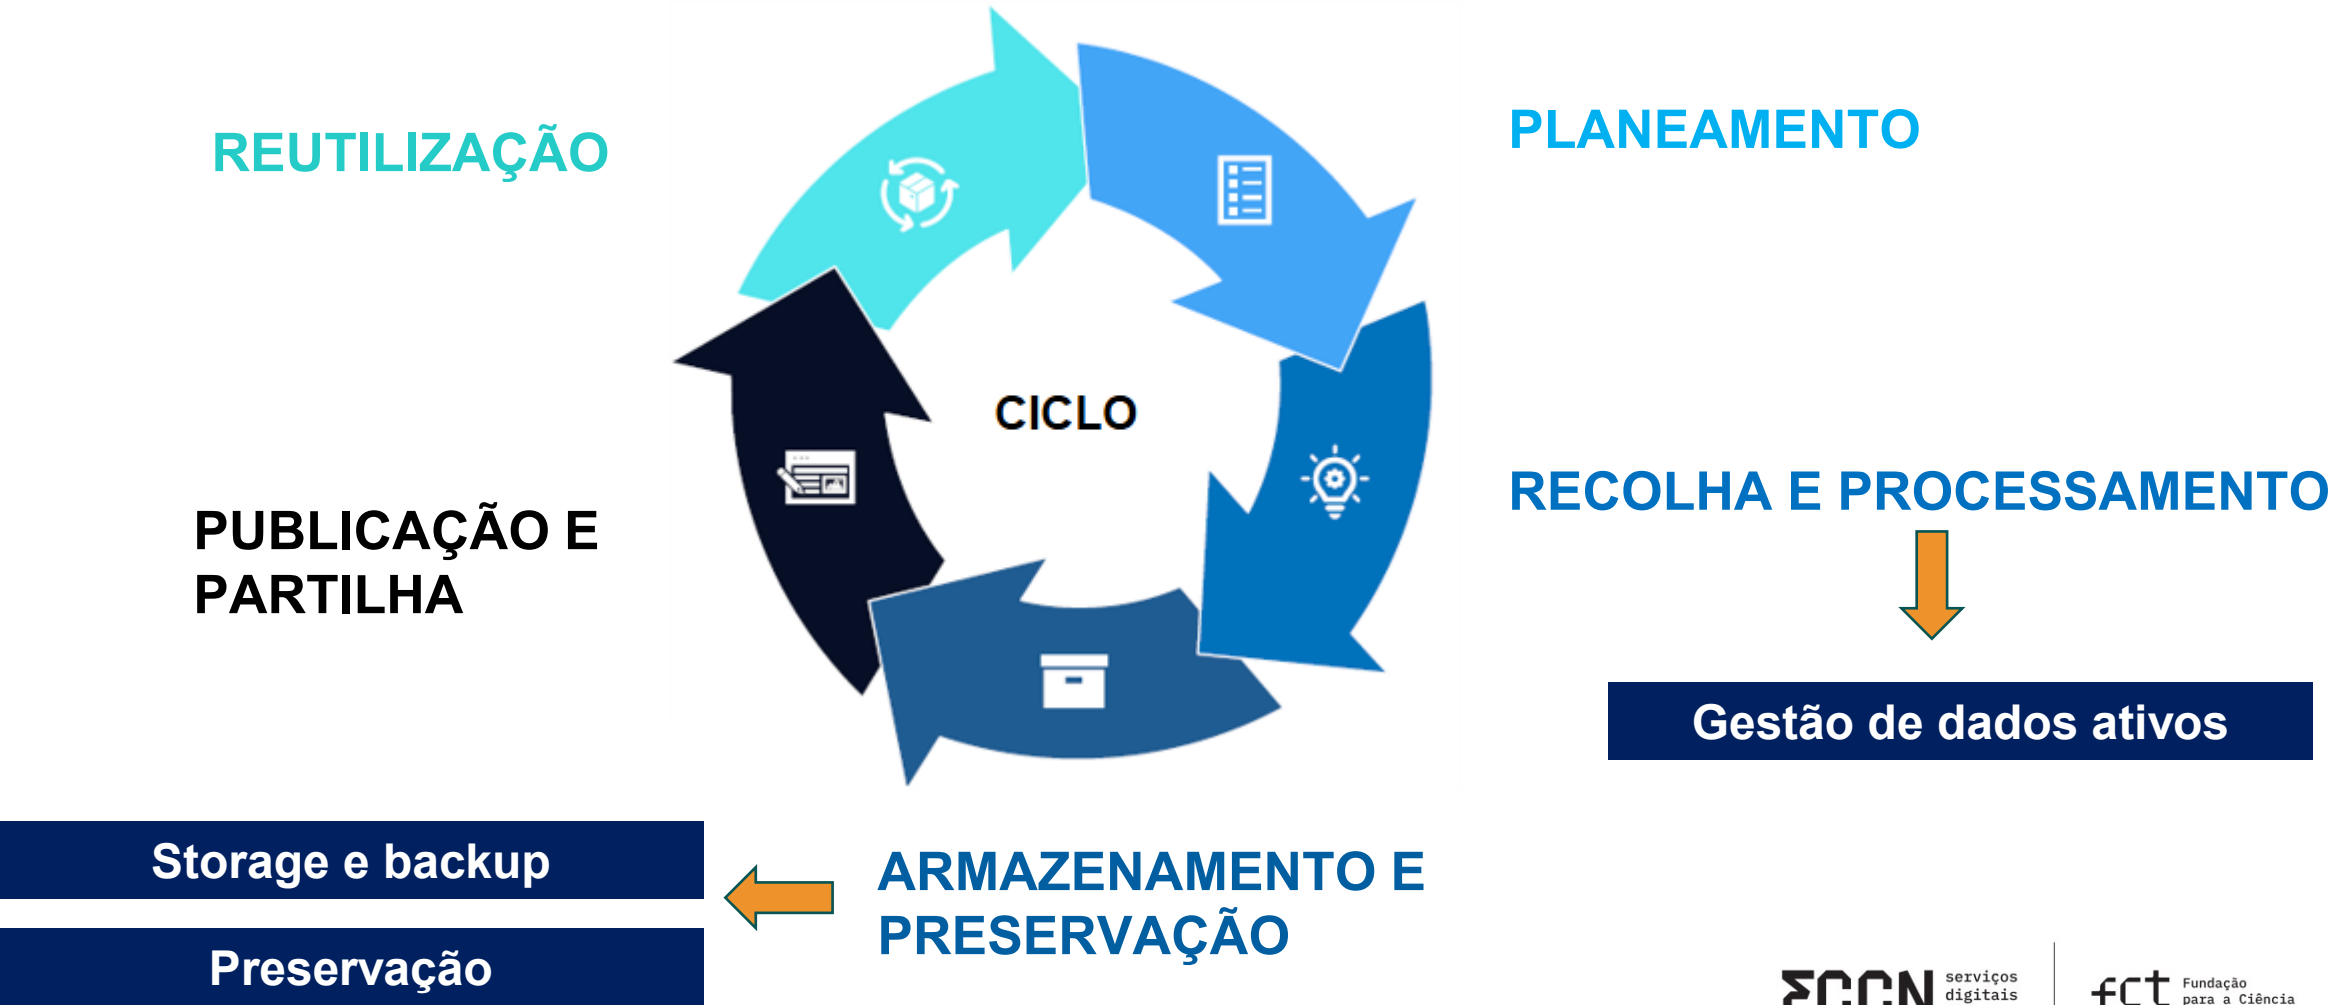 REUTILIZAÇÃO
PLANEAMENTO
CICLO
RECOLHA E PROCESSAMENTO
PUBLICAÇÃO E
PARTILHA
Gestão de dados ativos
Storage e backup
ARMAZENAMENTO E
PRESERVAÇÃO
Preservação
FCCN serviços
digitais
fct Fundação
para a Ciência